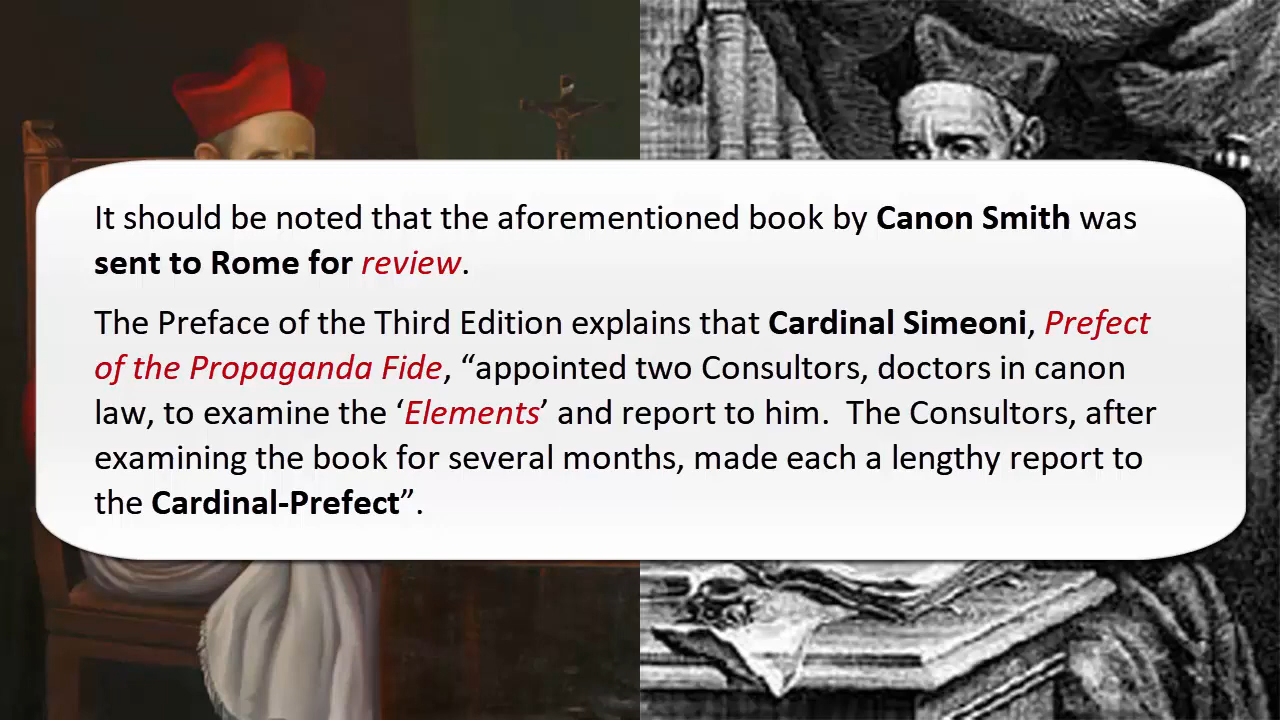 It should be noted that the aforementioned book by Canon Smith was
sent to Rome for review.
The Preface of the Third Edition explains that Cardinal Simeoni, Prefect
of the Propaganda Fide, “appointed two Consultors, doctors in canon
law, to examine the ‘Elements’ and report to him.  The Consultors, after
examining the book for several months, made each a lengthy report to
the Cardinal-Prefect”.